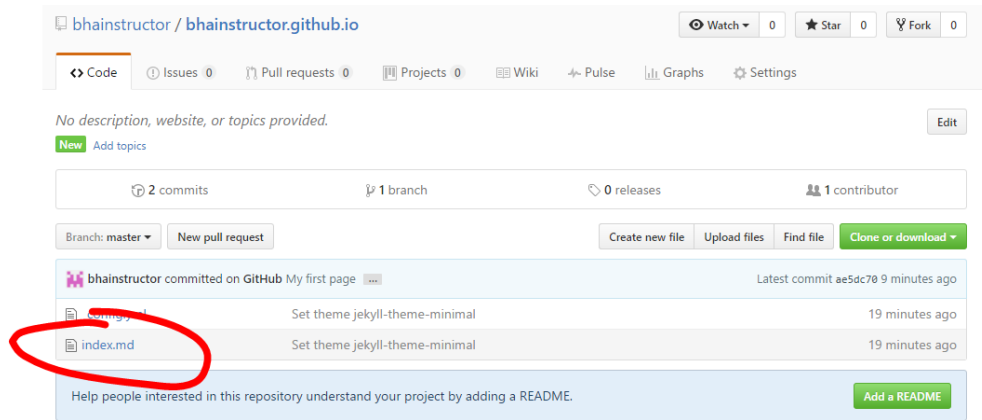 bhainstructor / bhainstructor.github.io Watch 0 Star 0 Fork 0
Code Issues 0 Pull requests 0 Projects 0 Wiki Pulse Graphs Settings
No description, website, or topics provided. Edit
New Add topics
2 commits 1 branch 0 releases 1 contributor
Branch: master New pull request Create new file Upload files Find file Clone or download
bhainstructor committed on GitHub My first page ... Latest commit ae5dc70 9 minutes ago
Set theme jekyll-theme-minimal 19 minutes ago
index.md Set theme jekyll-theme-minimal 19 minutes ago
Help people interested in this repository understand your project by adding a README. Add a README